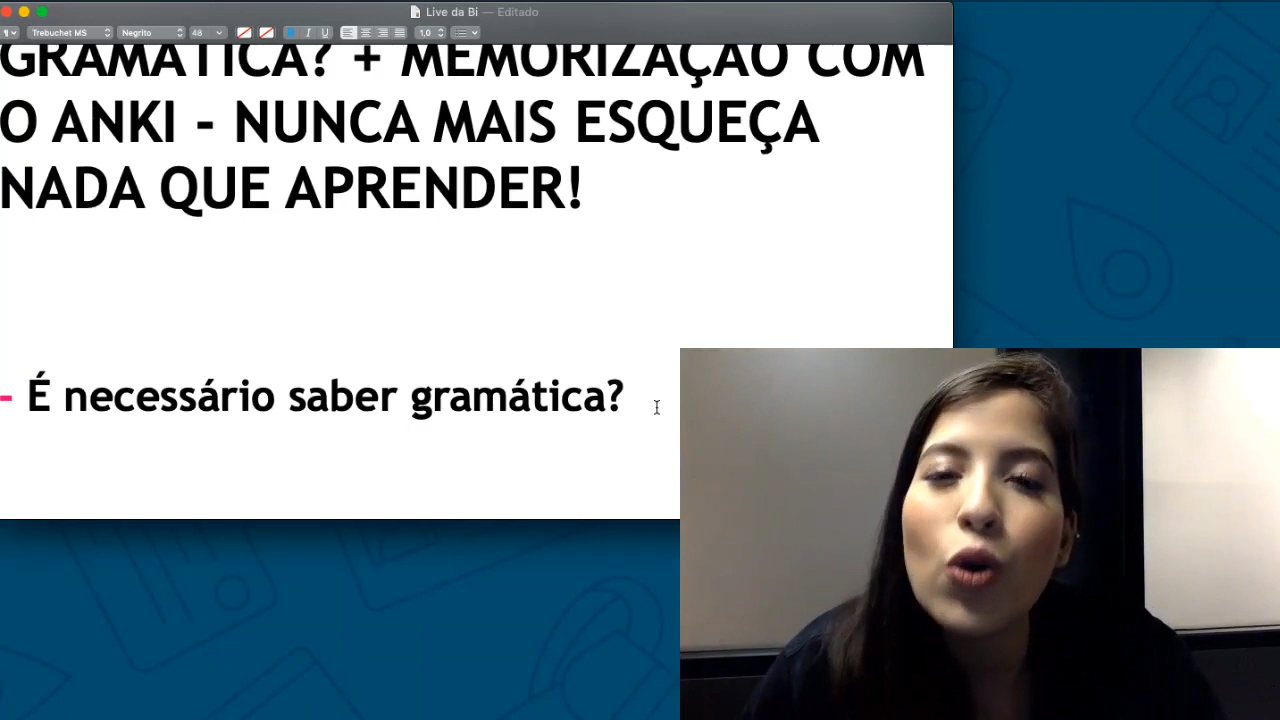 Live da Bi — Editado
¶ Trebuchet MS Negrito 48 B I U 1,0
GRAMÁTICA? + MEMORIZAÇÃO COM
O ANKI - NUNCA MAIS ESQUEÇA
NADA QUE APRENDER!
- É necessário saber gramática?